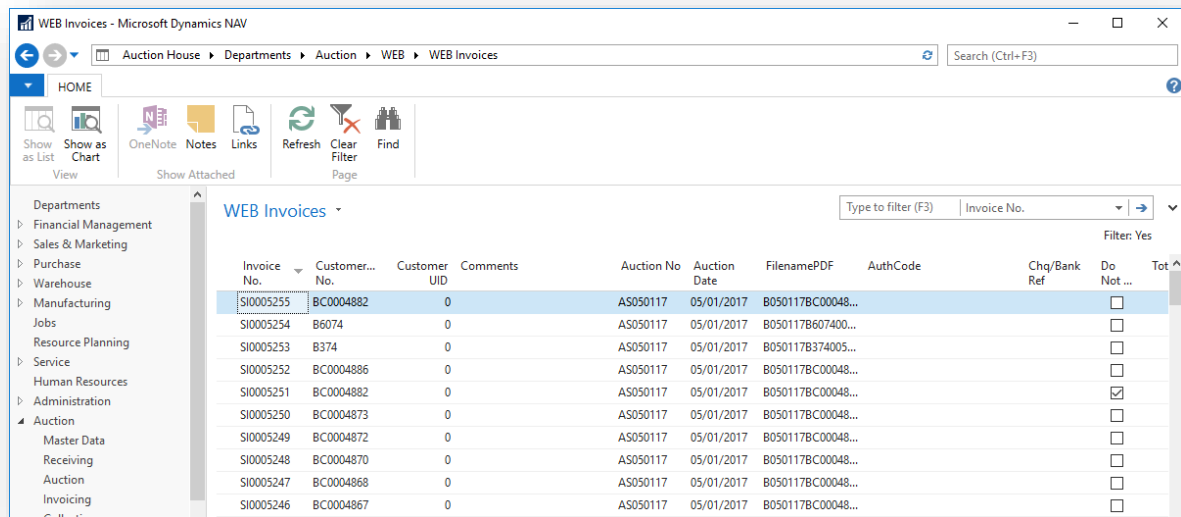 WEB Invoices - Microsoft Dynamics NAV
Auction House Departments Auction WEB WEB Invoices
Search (Ctrl+F3)
HOME
Show as List
Show as Chart
OneNote
Notes
Links
Refresh
Clear Filter
Find
View
Show Attached
Page
Departments
Financial Management
Sales & Marketing
Purchase
Warehouse
Manufacturing
Jobs
Resource Planning
Service
Human Resources
Administration
Auction
Master Data
Receiving
Auction
Invoicing
WEB Invoices
Type to filter (F3) Invoice No.
Filter: Yes
Invoice No. Customer... No. Customer UID Comments Auction No Auction Date FilenamePDF AuthCode Chq/Bank Ref Do Not ... Tot
SI0005255 BC0004882 0 AS050117 05/01/2017 B050117BC00048...
SI0005254 B6074 0 AS050117 05/01/2017 B050117B607400...
SI0005253 B374 0 AS050117 05/01/2017 B050117B374005...
SI0005252 BC0004886 0 AS050117 05/01/2017 B050117BC00048...
SI0005251 BC0004882 0 AS050117 05/01/2017 B050117BC00048...
SI0005250 BC0004873 0 AS050117 05/01/2017 B050117BC00048...
SI0005249 BC0004872 0 AS050117 05/01/2017 B050117BC00048...
SI0005248 BC0004870 0 AS050117 05/01/2017 B050117BC00048...
SI0005247 BC0004868 0 AS050117 05/01/2017 B050117BC00048...
SI0005246 BC0004867 0 AS050117 05/01/2017 B050117BC00048...